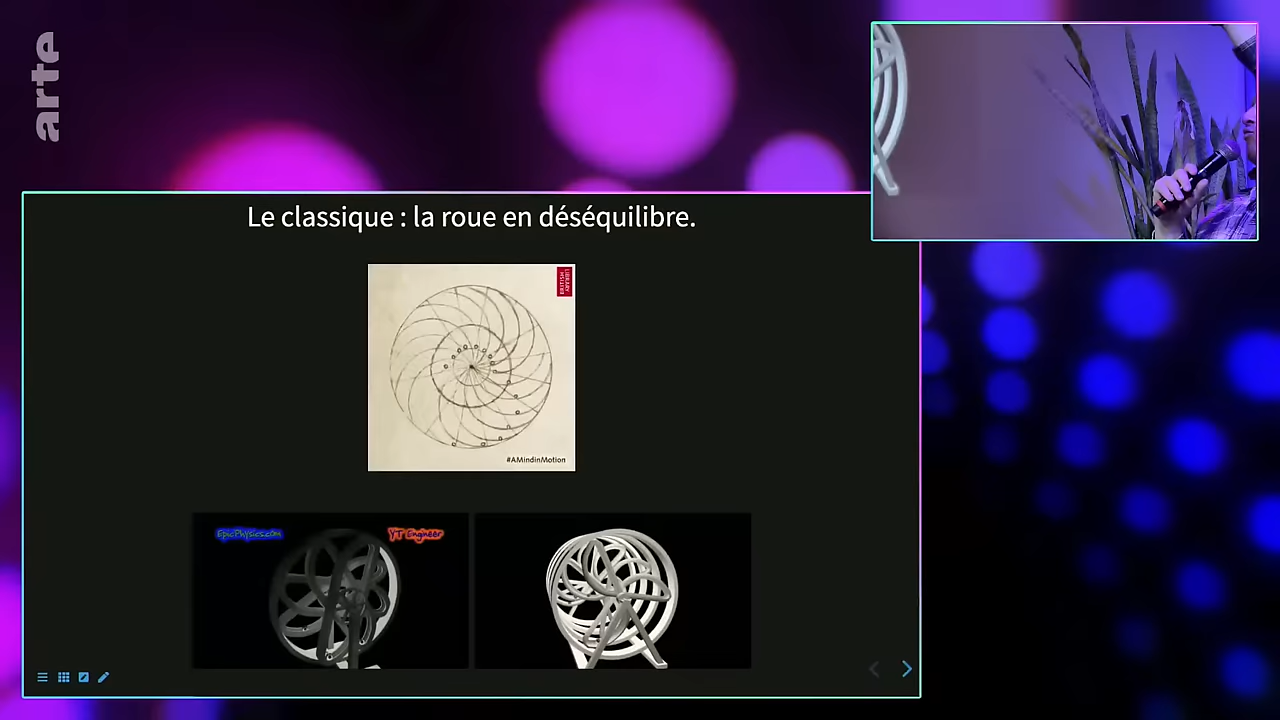 arte
Le classique : la roue en déséquilibre.
BRITISH
LIBRARY
#AMindinMotion
EpicPhysics.com
YT Engineer